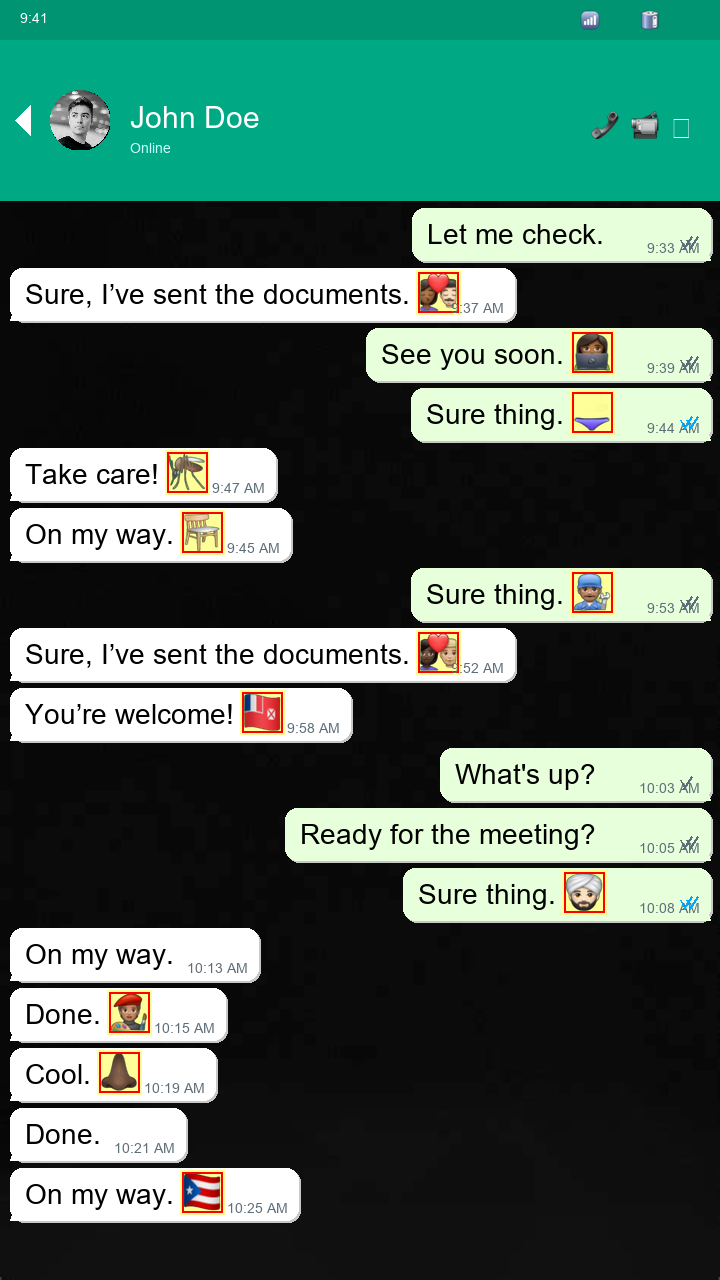 9:41
John Doe
Online
Let me check. 9:33 AM
Sure, I’ve sent the documents. 9:37 AM
See you soon. 9:39 AM
Sure thing. 9:44 AM
Take care! 9:47 AM
On my way. 9:45 AM
Sure thing. 9:53 AM
Sure, I’ve sent the documents. 9:52 AM
You’re welcome! 9:58 AM
What's up? 10:03 AM
Ready for the meeting? 10:05 AM
Sure thing. 10:08 AM
On my way. 10:13 AM
Done. 10:15 AM
Cool. 10:19 AM
Done. 10:21 AM
On my way. 10:25 AM